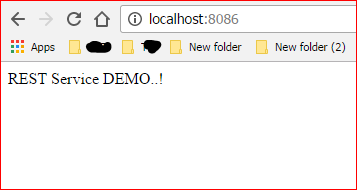 localhost:8086
Apps New folder New folder (2)
REST Service DEMO..!